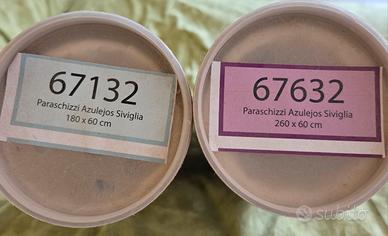 67132
Paraschizzi Azulejos Siviglia
180 x 60 cm
67632
Paraschizzi Azulejos Siviglia
260 x 60 cm
subito